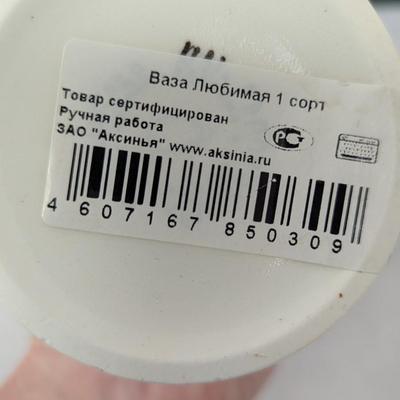 Ваза Любимая 1 сорт
Товар сертифицирован
Ручная работа
ЗАО "Аксинья" www.aksinia.ru
4 607167 850309